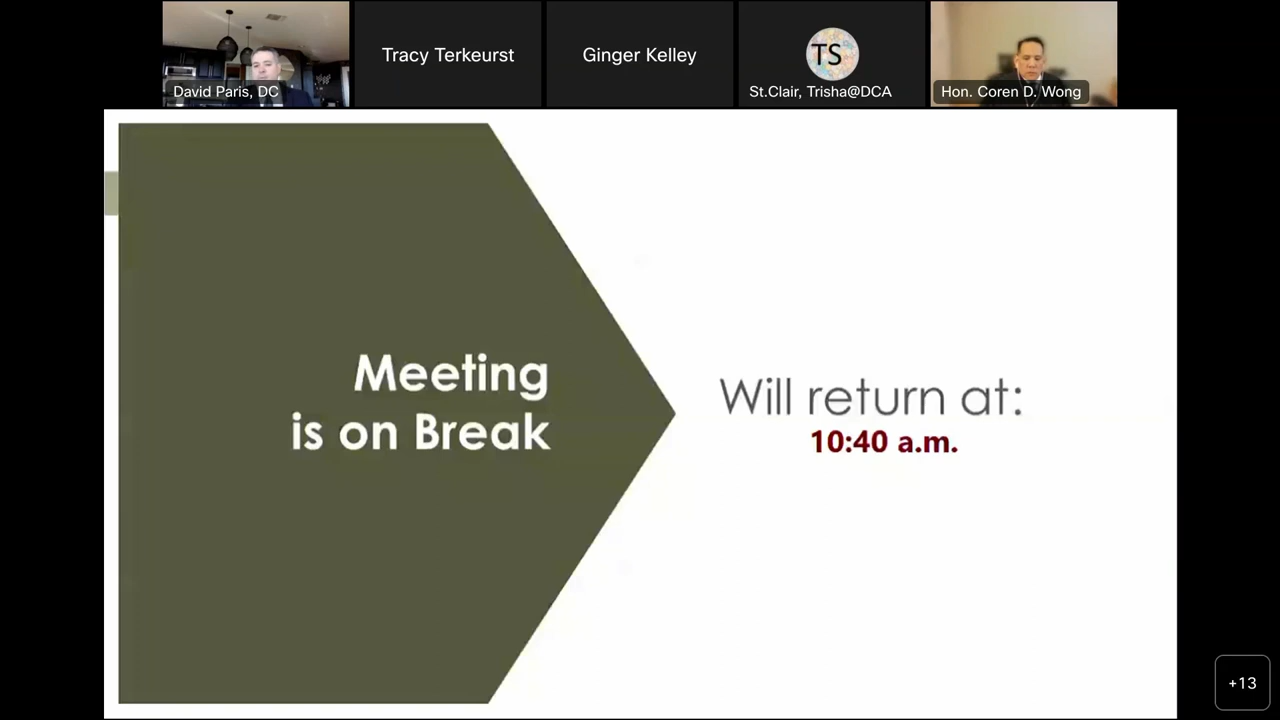 David Paris, DC
Tracy Terkeurst
Ginger Kelley
TS
St.Clair, Trisha@DCA
Hon. Coren D. Wong
Meeting
is on Break
Will return at:
10:40 a.m.
+13